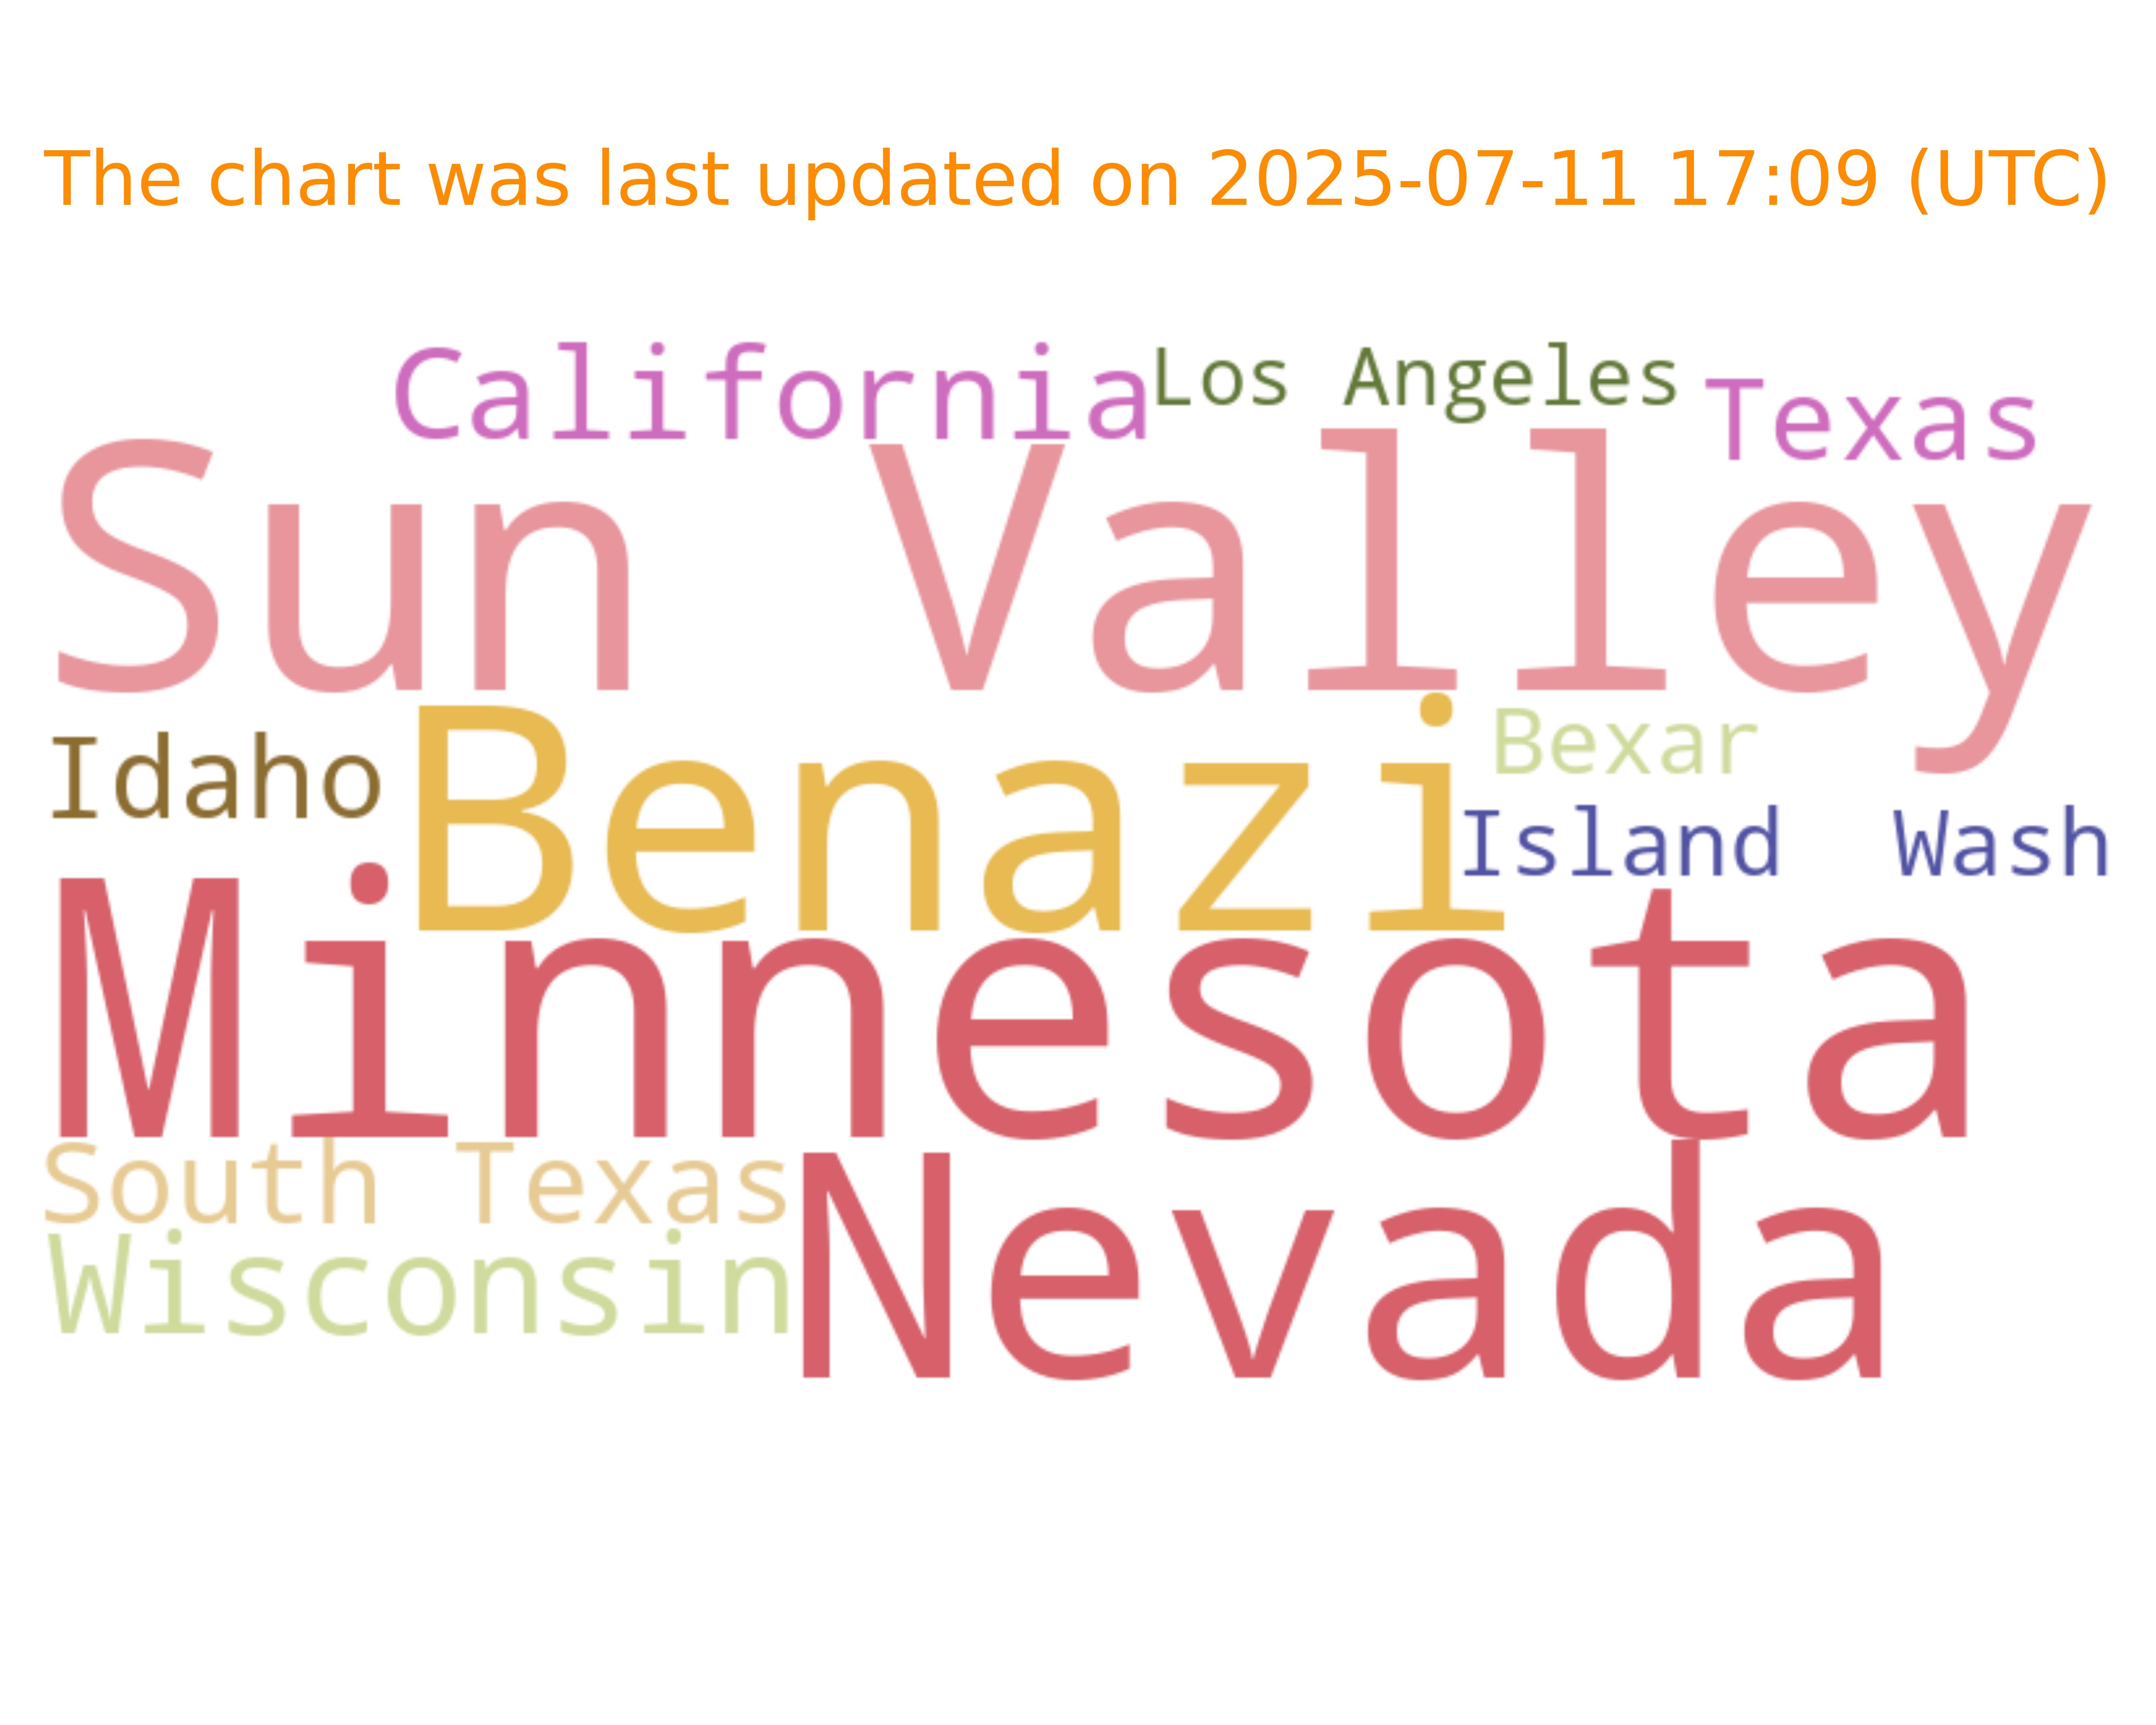 The chart was last updated on 2025-07-11 17:09 (UTC)
California Los Angeles Texas
Sun Valley
Idaho Benazi Bexar
Island Wash
Minnesota
South Texas
Wisconsin Nevada